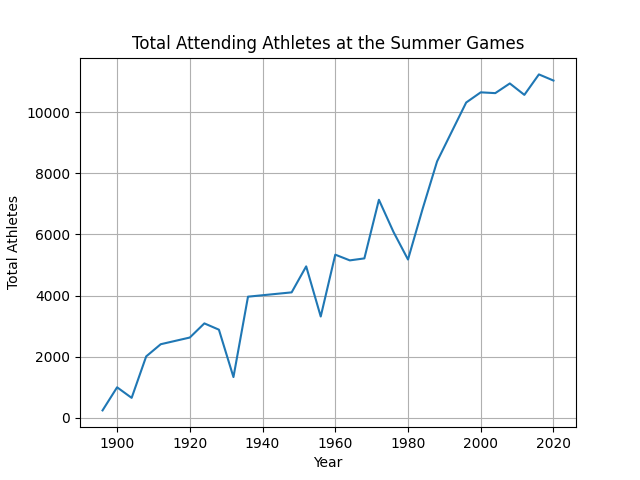 Total Attending Athletes at the Summer Games
10000
8000
6000
4000
2000
0
Total Athletes
1900 1920 1940 1960 1980 2000 2020
Year